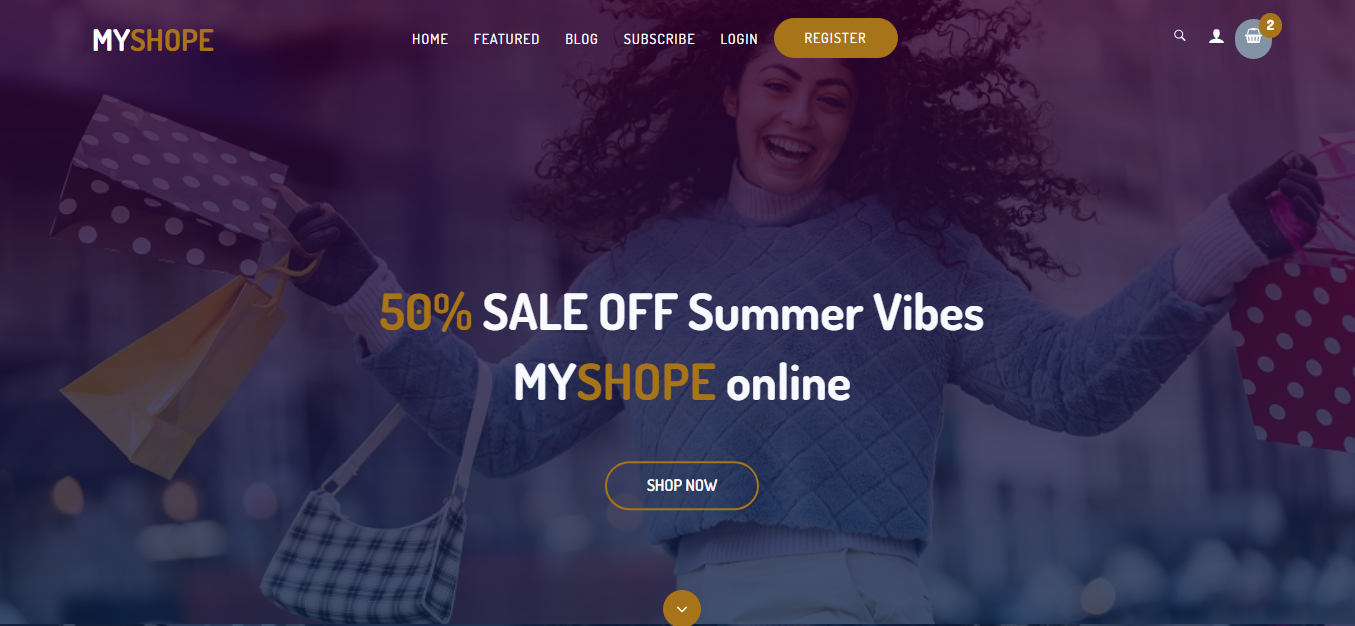 MYSHOPE
HOME FEATURED BLOG SUBSCRIBE LOGIN REGISTER
2
50% SALE OFF Summer Vibes
MYSHOPE online
SHOP NOW